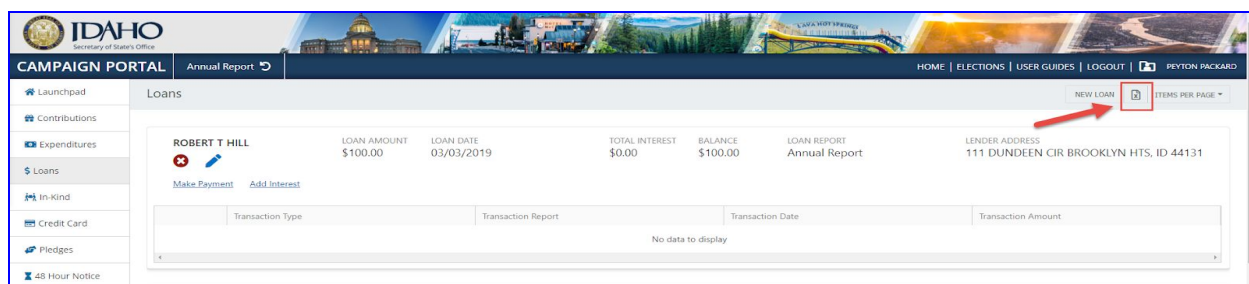 IDAHO
Secretary of State's Office
LAVA HOT SPRINGS
CAMPAIGN PORTAL Annual Report HOME | ELECTIONS | USER GUIDES | LOGOUT | PEYTON PACKARD
Launchpad
Loans NEW LOAN ITEMS PER PAGE
Contributions
Expenditures
$ Loans
In-Kind
Credit Card
Pledges
48 Hour Notice
ROBERT T HILL LOAN AMOUNT LOAN DATE TOTAL INTEREST BALANCE LOAN REPORT LENDER ADDRESS
$100.00 03/03/2019 $0.00 $100.00 Annual Report 111 DUNDEEN CIR BROOKLYN HTS, ID 44131
Make Payment Add Interest
Transaction Type Transaction Report Transaction Date Transaction Amount
No data to display